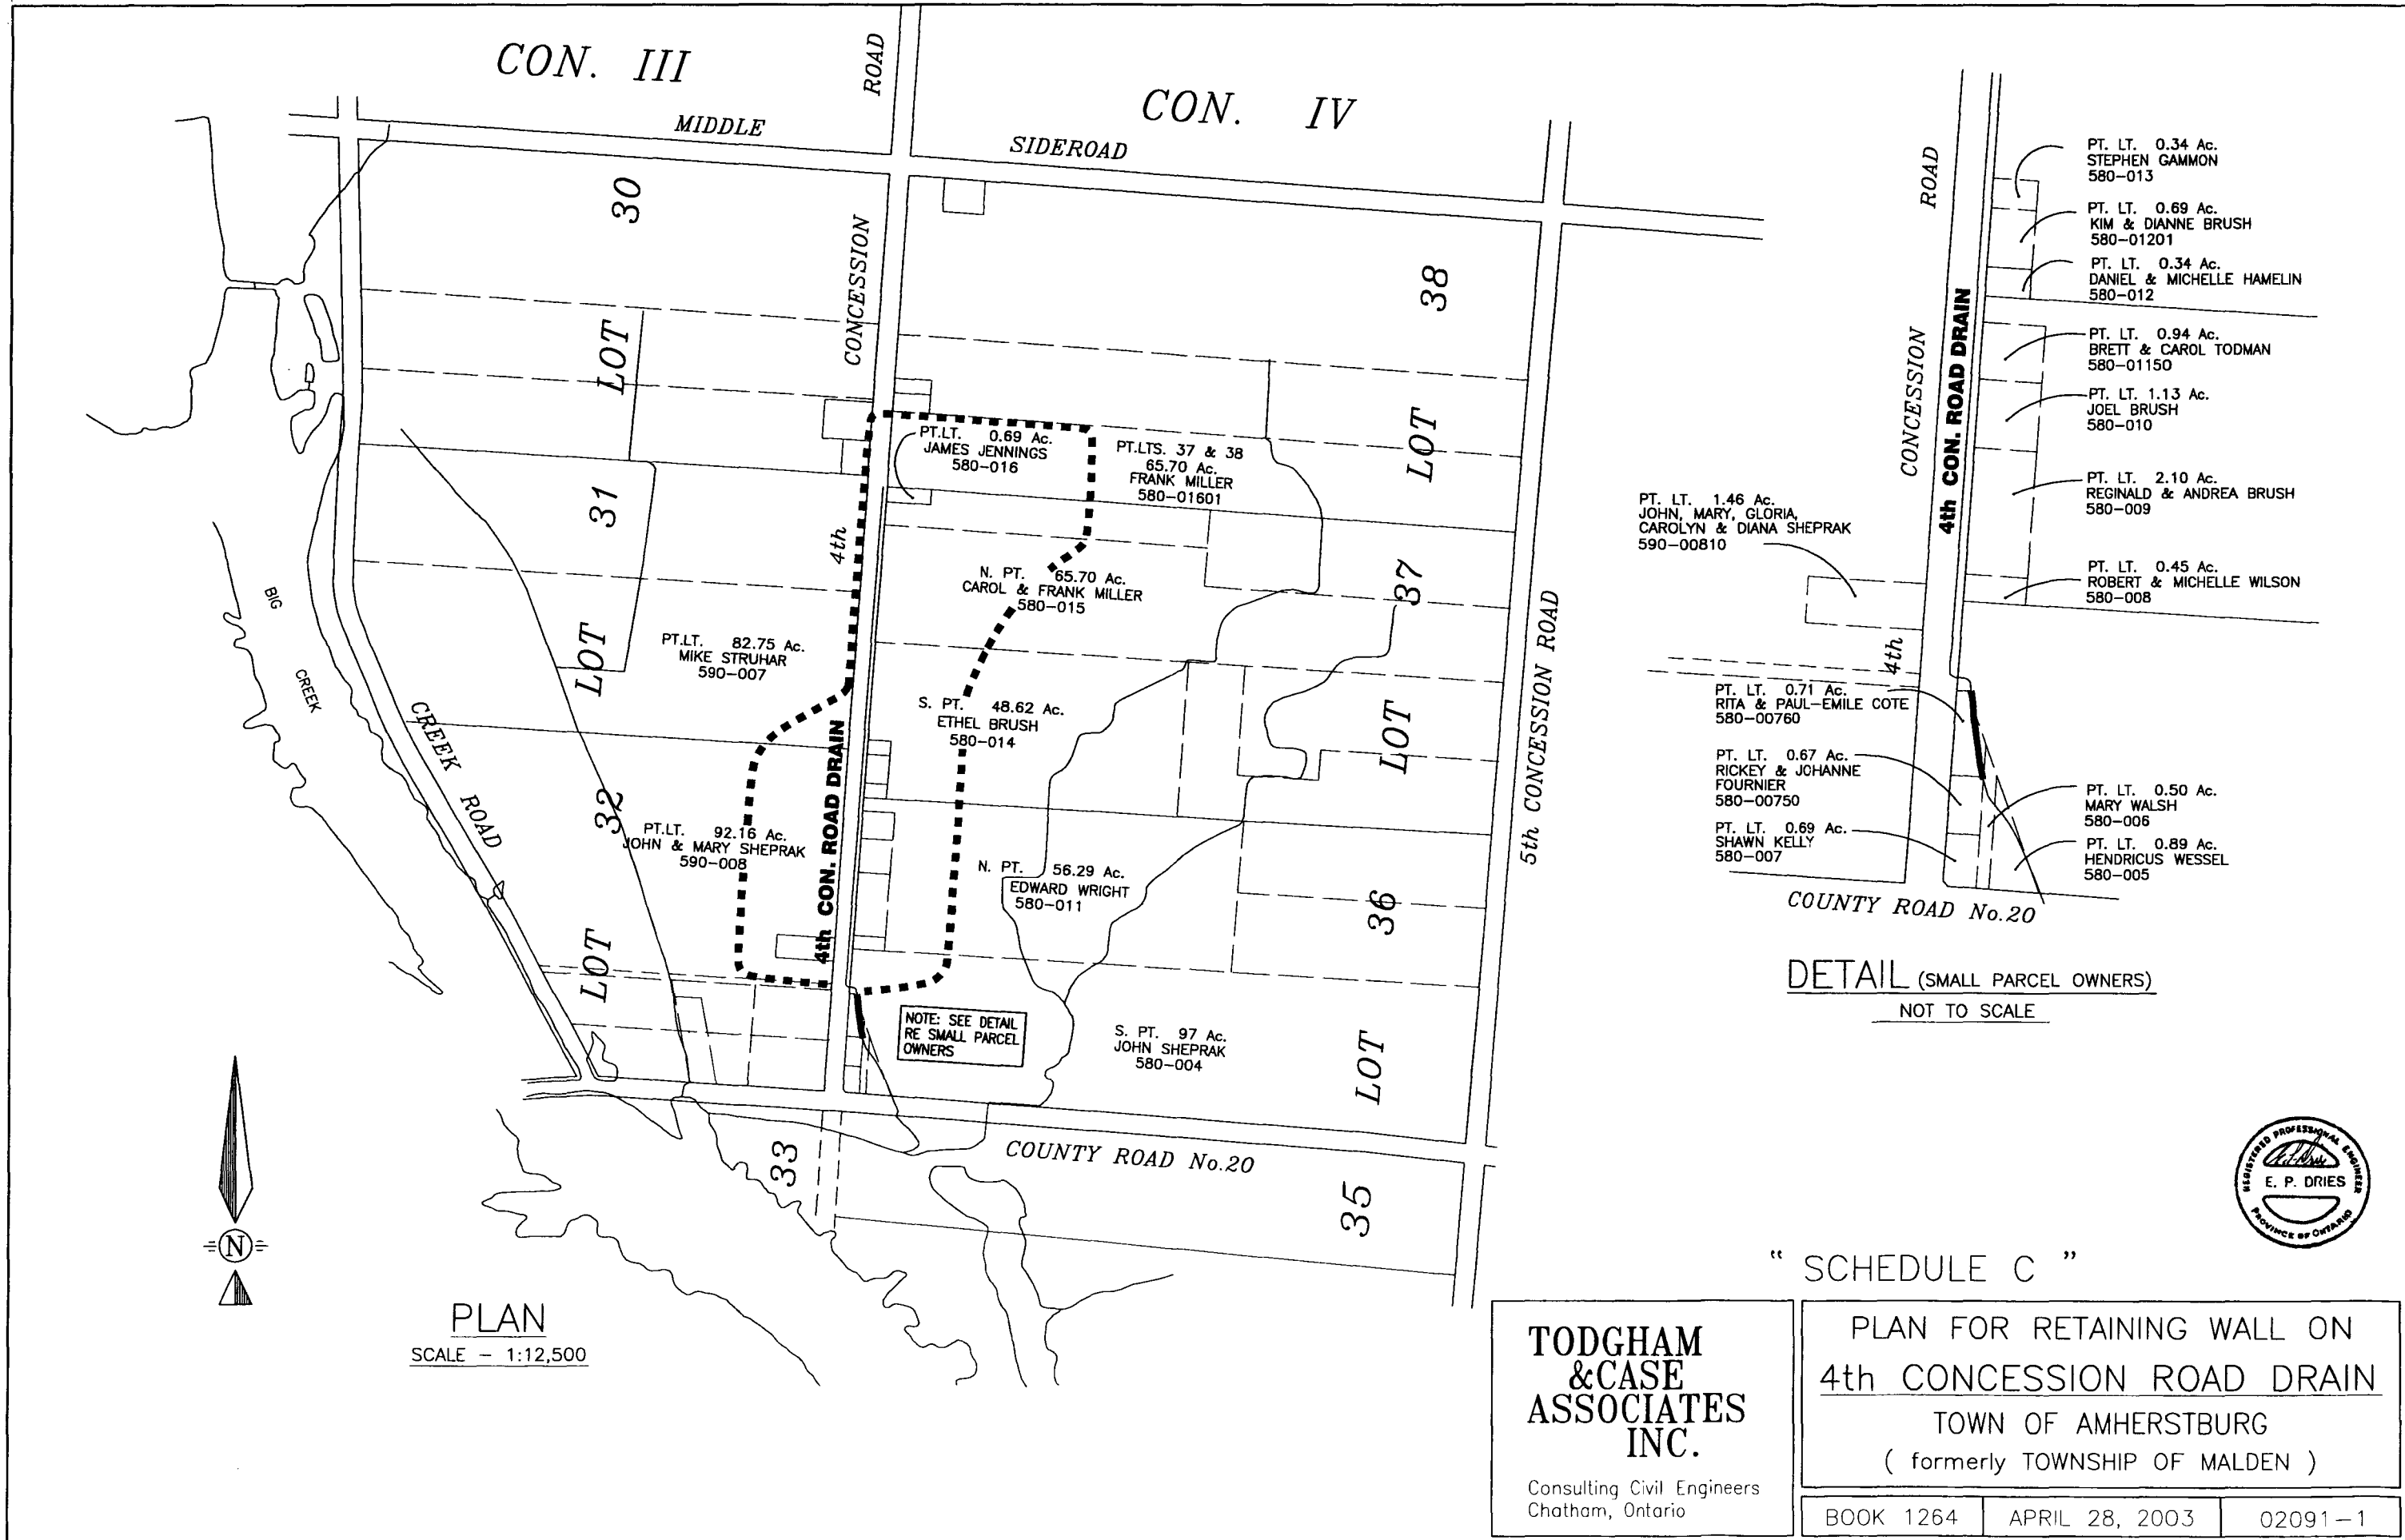 CON. III
ROAD
CON. IV
MIDDLE
SIDEROAD
30
CONCESSION
38
LOT
LOT
PT.LT. 0.69 Ac.
JAMES JENNINGS
580-016
PT.LTS. 37 & 38
65.70 Ac.
FRANK MILLER
580-01601
31
4th
37
N. PT. 65.70 Ac.
CAROL & FRANK MILLER
580-015
BIG
CREEK
LOT
PT.LT. 82.75 Ac.
MIKE STRUHAR
590-007
5th CONCESSION ROAD
S. PT. 48.62 Ac.
ETHEL BRUSH
580-014
LOT
CREEK ROAD
32
4th CON. ROAD DRAIN
PT.LT. 92.16 Ac.
JOHN & MARY SHEPRAK
590-008
N. PT. 56.29 Ac.
EDWARD WRIGHT
580-011
36
LOT
NOTE: SEE DETAIL
RE SMALL PARCEL
OWNERS
S. PT. 97 Ac.
JOHN SHEPRAK
580-004
LOT
33
COUNTY ROAD No.20
35
N
PLAN
SCALE - 1:12,500
ROAD
CONCESSION
4th CON. ROAD DRAIN
4th
PT. LT. 0.34 Ac.
STEPHEN GAMMON
580-013
PT. LT. 0.69 Ac.
KIM & DIANNE BRUSH
580-01201
PT. LT. 0.34 Ac.
DANIEL & MICHELLE HAMELIN
580-012
PT. LT. 0.94 Ac.
BRETT & CAROL TODMAN
580-01150
PT. LT. 1.13 Ac.
JOEL BRUSH
580-010
PT. LT. 2.10 Ac.
REGINALD & ANDREA BRUSH
580-009
PT. LT. 1.46 Ac.
JOHN, MARY, GLORIA,
CAROLYN & DIANA SHEPRAK
590-00810
PT. LT. 0.45 Ac.
ROBERT & MICHELLE WILSON
580-008
PT. LT. 0.71 Ac.
RITA & PAUL-EMILE COTE
580-00760
PT. LT. 0.67 Ac.
RICKEY & JOHANNE
FOURNIER
580-00750
PT. LT. 0.69 Ac.
SHAWN KELLY
580-007
PT. LT. 0.50 Ac.
MARY WALSH
580-006
PT. LT. 0.89 Ac.
HENDRICUS WESSEL
580-005
COUNTY ROAD No.20
DETAIL (SMALL PARCEL OWNERS)
NOT TO SCALE
REGISTERED PROFESSIONAL ENGINEER
E. P. DRIES
PROVINCE OF ONTARIO
" SCHEDULE C "
TODGHAM
&CASE
ASSOCIATES
INC.
Consulting Civil Engineers
Chatham, Ontario
PLAN FOR RETAINING WALL ON
4th CONCESSION ROAD DRAIN
TOWN OF AMHERSTBURG
( formerly TOWNSHIP OF MALDEN )
BOOK 1264
APRIL 28, 2003
02091-1